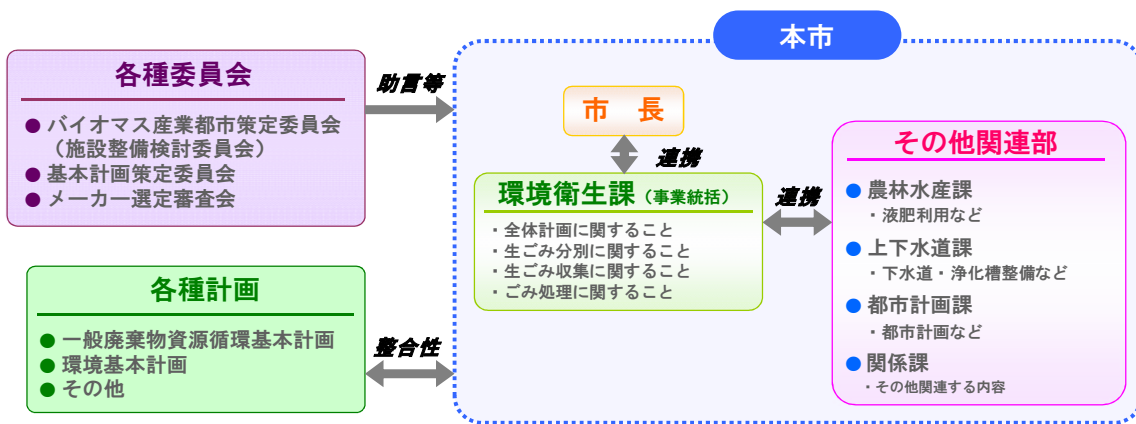 本市
各種委員会
● バイオマス産業都市策定委員会
（施設整備検討委員会）
● 基本計画策定委員会
● メーカー選定審査会
助言等
各種計画
● 一般廃棄物資源循環基本計画
● 環境基本計画
● その他
整合性
市　長
連携
環境衛生課（事業統括）
・全体計画に関すること
・生ごみ分別に関すること
・生ごみ収集に関すること
・ごみ処理に関すること
連携
その他関連部
● 農林水産課
・液肥利用など
● 上下水道課
・下水道・浄化槽整備など
● 都市計画課
・都市計画など
● 関係課
・その他関連する内容